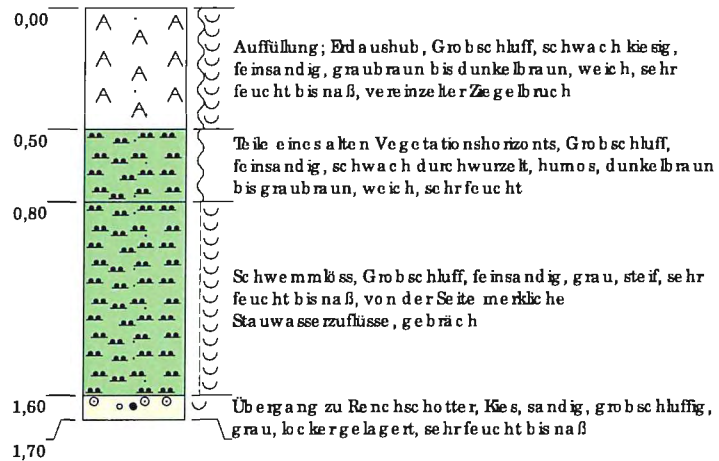 0,00
Auffüllung; Erdaushub, Grobschluff, schwach kiesig,
feinsandig, graubraun bis dunkelbraun, weich, sehr
feucht bis naß, vereinzelter Ziegelbruch
0,50
Teile eines alten Vegetationshorizonts, Grobschluff,
feinsandig, schwach durchwurzelt, humos, dunkelbraun
bis graubraun, weich, sehr feucht
0,80
Schwemmlöss, Grobschluff, feinsandig, grau, steif, sehr
feucht bis naß, von der Seite merkliche
Stauwasserzuflüsse, gebräch
1,60
Übergang zu Renchschotter, Kies, sandig, grobschluffig,
grau, locker gelagert, sehr feucht bis naß
1,70